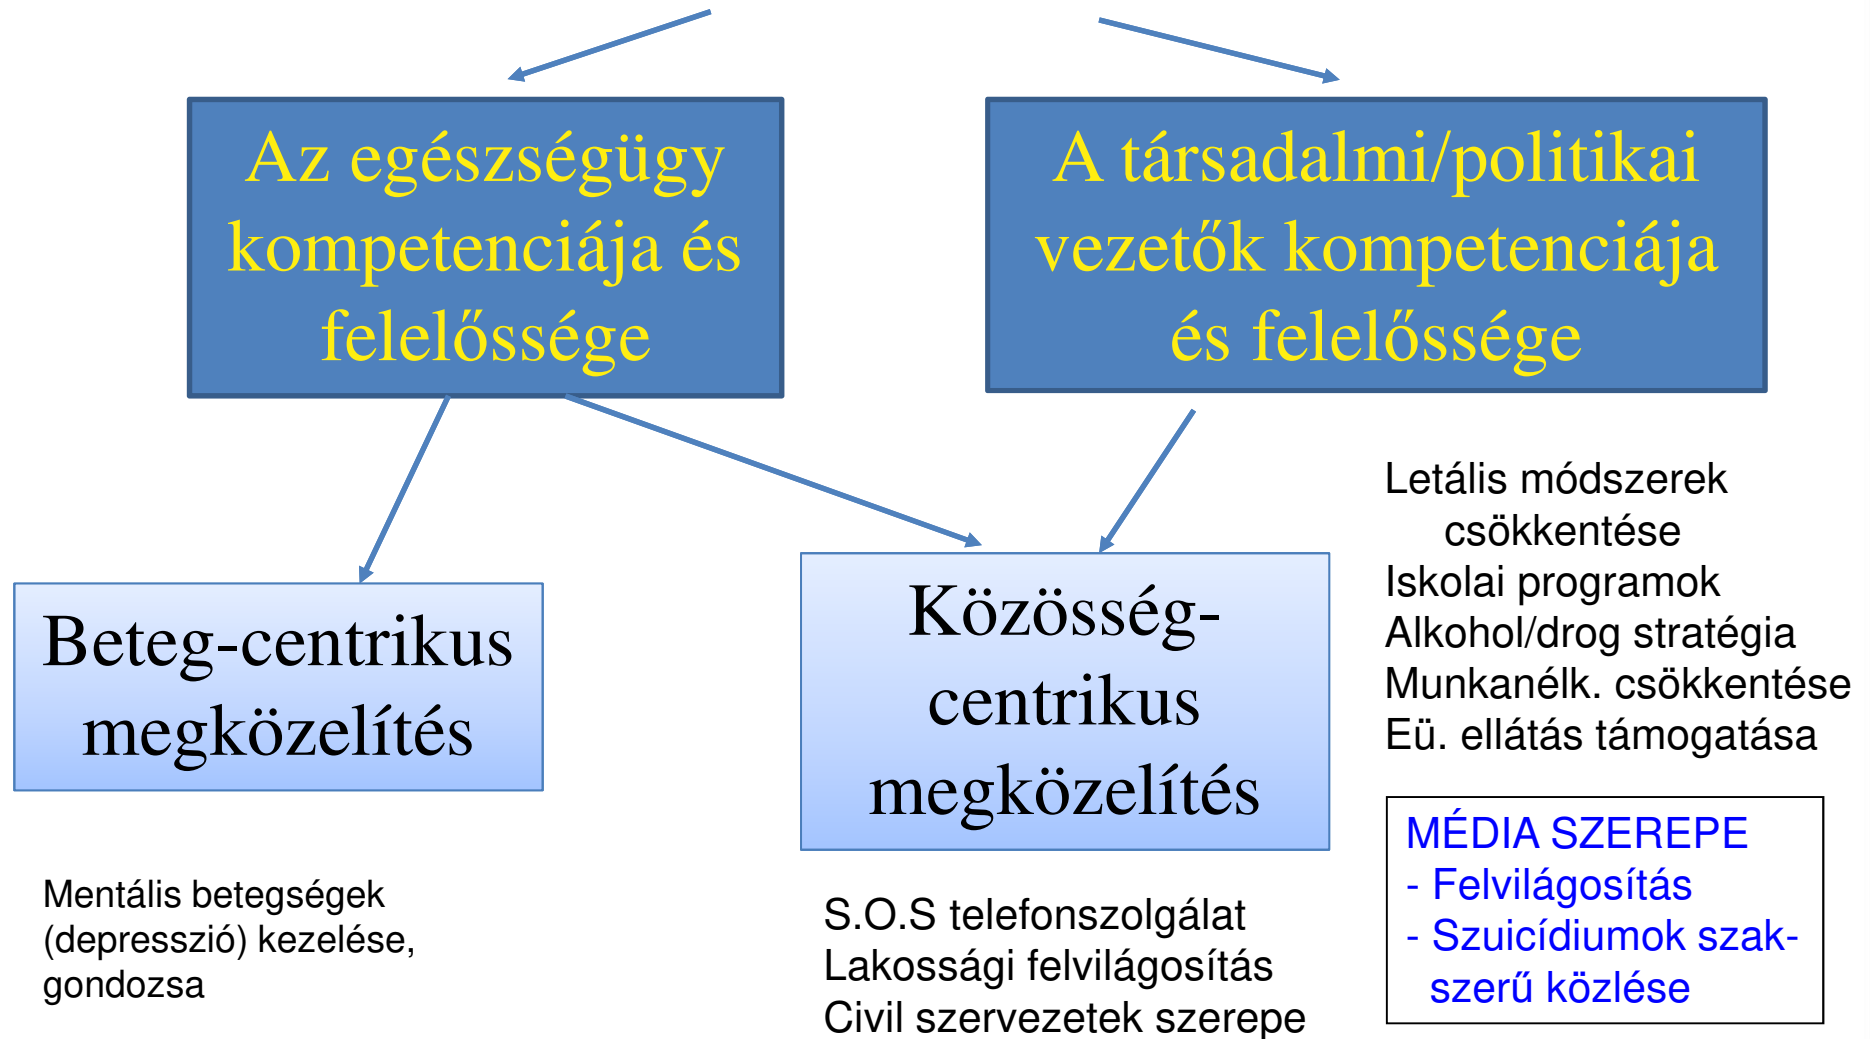 Az egészségügy
kompetenciája és
felelőssége
A társadalmi/politikai
vezetők kompetenciája
és felelőssége
Beteg-centrikus
megközelítés
Mentális betegségek
(depresszió) kezelése,
gondozsa
Közösség-
centrikus
megközelítés
S.O.S telefonszolgálat
Lakossági felvilágosítás
Civil szervezetek szerepe
Letális módszerek
csökkentése
Iskolai programok
Alkohol/drog stratégia
Munkanélk. csökkentése
Eü. ellátás támogatása
MÉDIA SZEREPE
- Felvilágosítás
- Szuicídiumok szak-
szerű közlése